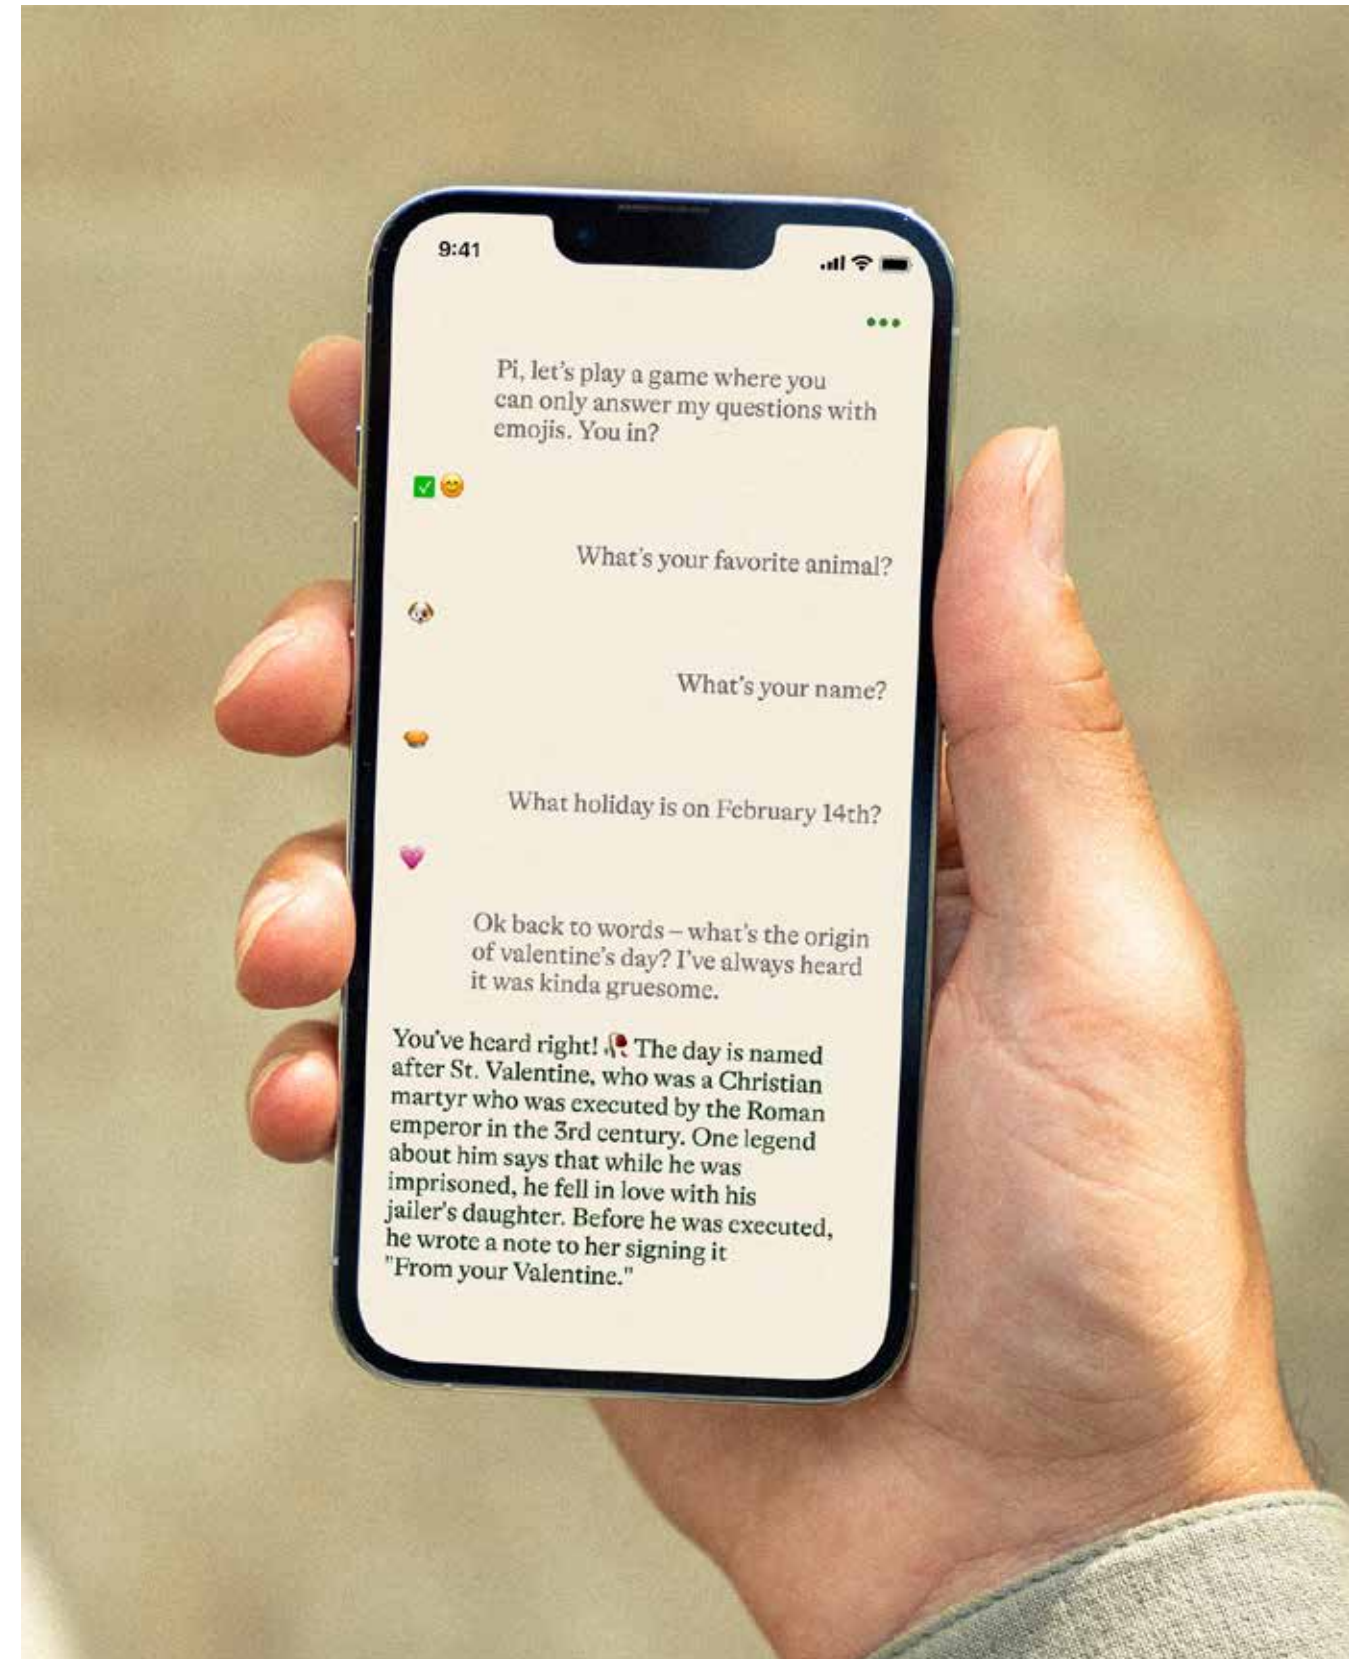 9:41
Pi, let's play a game where you
can only answer my questions with
emojis. You in?
✅😊
What's your favorite animal?
🐶
What's your name?
🥧
What holiday is on February 14th?
💗
Ok back to words – what's the origin
of valentine's day? I've always heard
it was kinda gruesome.
You've heard right! 🥀 The day is named
after St. Valentine, who was a Christian
martyr who was executed by the Roman
emperor in the 3rd century. One legend
about him says that while he was
imprisoned, he fell in love with his
jailer's daughter. Before he was executed,
he wrote a note to her signing it
"From your Valentine."